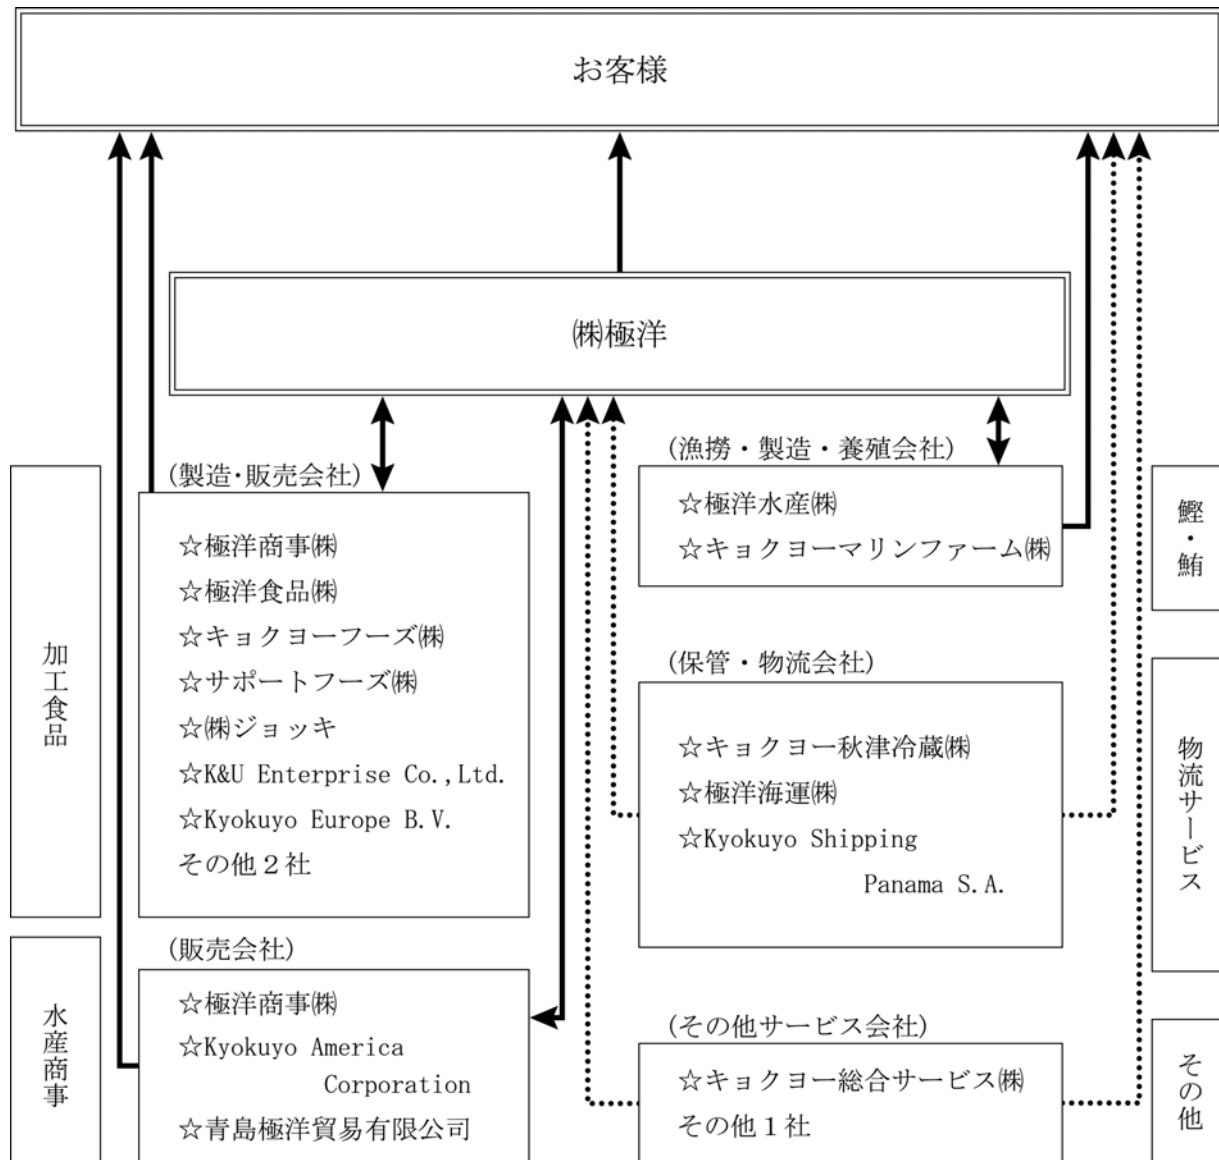 お客様
㈱極洋
加工食品
(製造・販売会社)
☆極洋商事㈱
☆極洋食品㈱
☆キョクヨーフーズ㈱
☆サポートフーズ㈱
☆㈱ジョッキ
☆K&U Enterprise Co.,Ltd.
☆Kyokuyo Europe B.V.
その他２社
水産商事
(販売会社)
☆極洋商事㈱
☆Kyokuyo America
Corporation
☆青島極洋貿易有限公司
(漁撈・製造・養殖会社)
☆極洋水産㈱
☆キョクヨーマリンファーム㈱
鰹・鮪
(保管・物流会社)
☆キョクヨー秋津冷蔵㈱
☆極洋海運㈱
☆Kyokuyo Shipping
Panama S.A.
物流サービス
(その他サービス会社)
☆キョクヨー総合サービス㈱
その他１社
その他